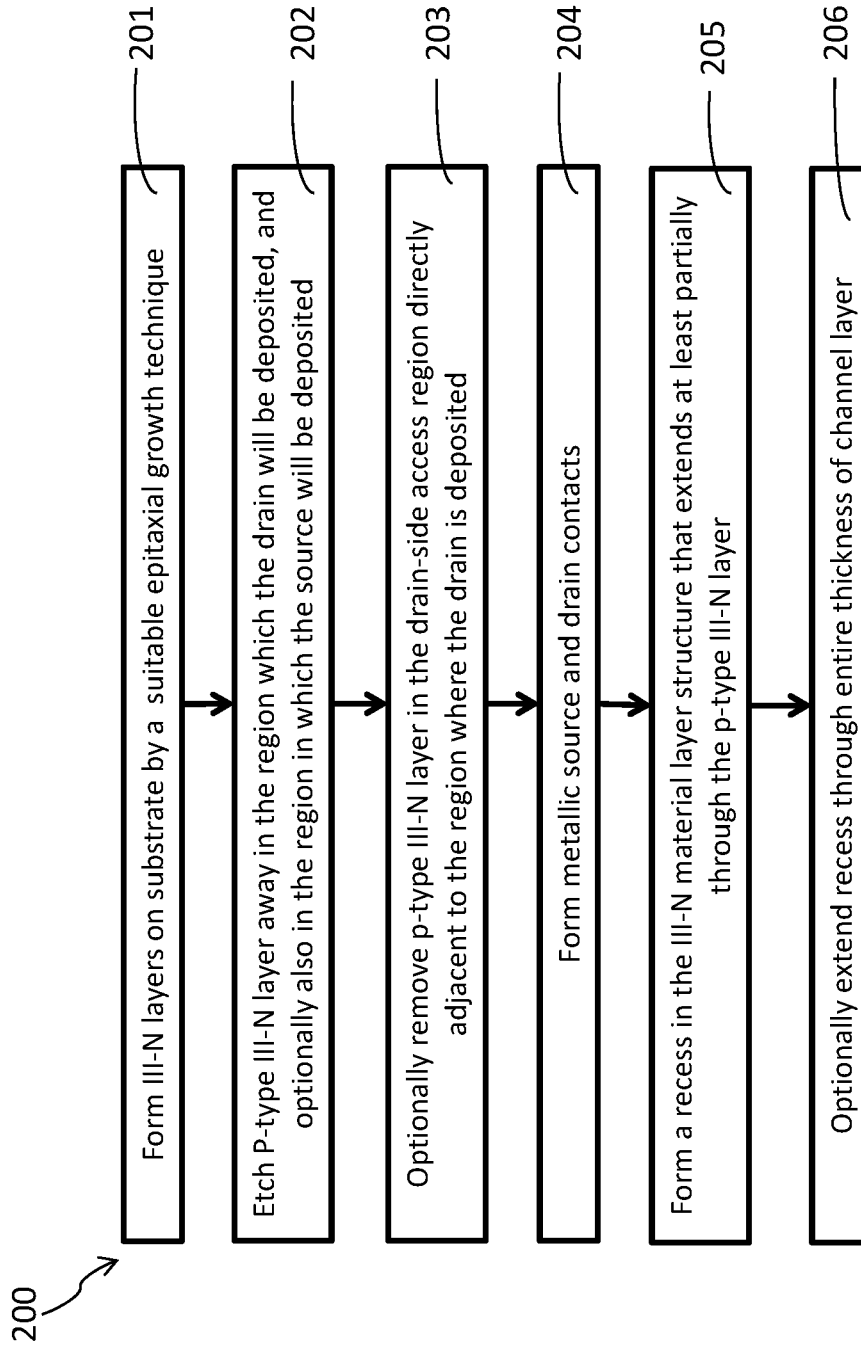 200
Form III-N layers on substrate by a suitable epitaxial growth technique
201
Etch P-type III-N layer away in the region which the drain will be deposited, and
optionally also in the region in which the source will be deposited
202
Optionally remove p-type III-N layer in the drain-side access region directly
adjacent to the region where the drain is deposited
203
Form metallic source and drain contacts
204
Form a recess in the III-N material layer structure that extends at least partially
through the p-type III-N layer
205
Optionally extend recess through entire thickness of channel layer
206